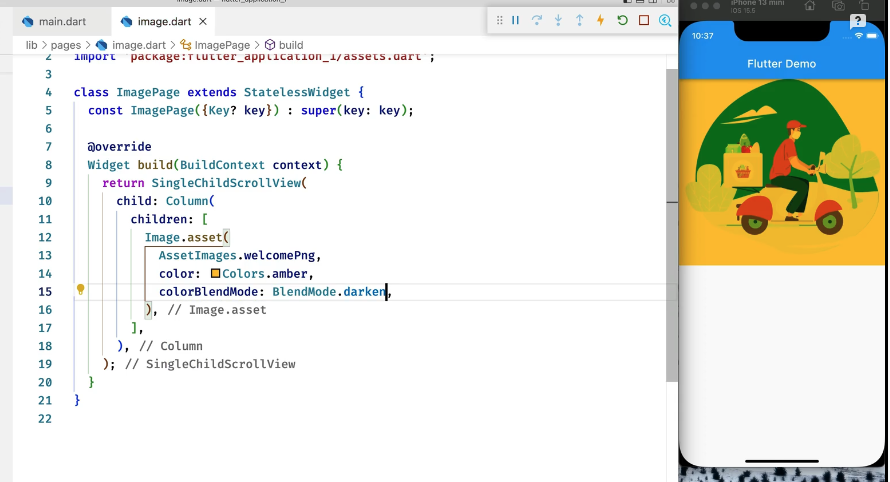 main.dart
image.dart
lib > pages > image.dart > ImagePage > build
2 import 'package:flutter_application_1/assets.dart';
3
4 class ImagePage extends StatelessWidget {
5 const ImagePage({Key? key}) : super(key: key);
6
7 @override
8 Widget build(BuildContext context) {
9 return SingleChildScrollView(
10 child: Column(
11 children: [
12 Image.asset(
13 AssetImages.welcomePng,
14 color: Colors.amber,
15 colorBlendMode: BlendMode.darken,
16 ), // Image.asset
17 ],
18 ), // Column
19 ); // SingleChildScrollView
20 }
21 }
22
iPhone 13 mini
iOS 15.5
10:37
Flutter Demo